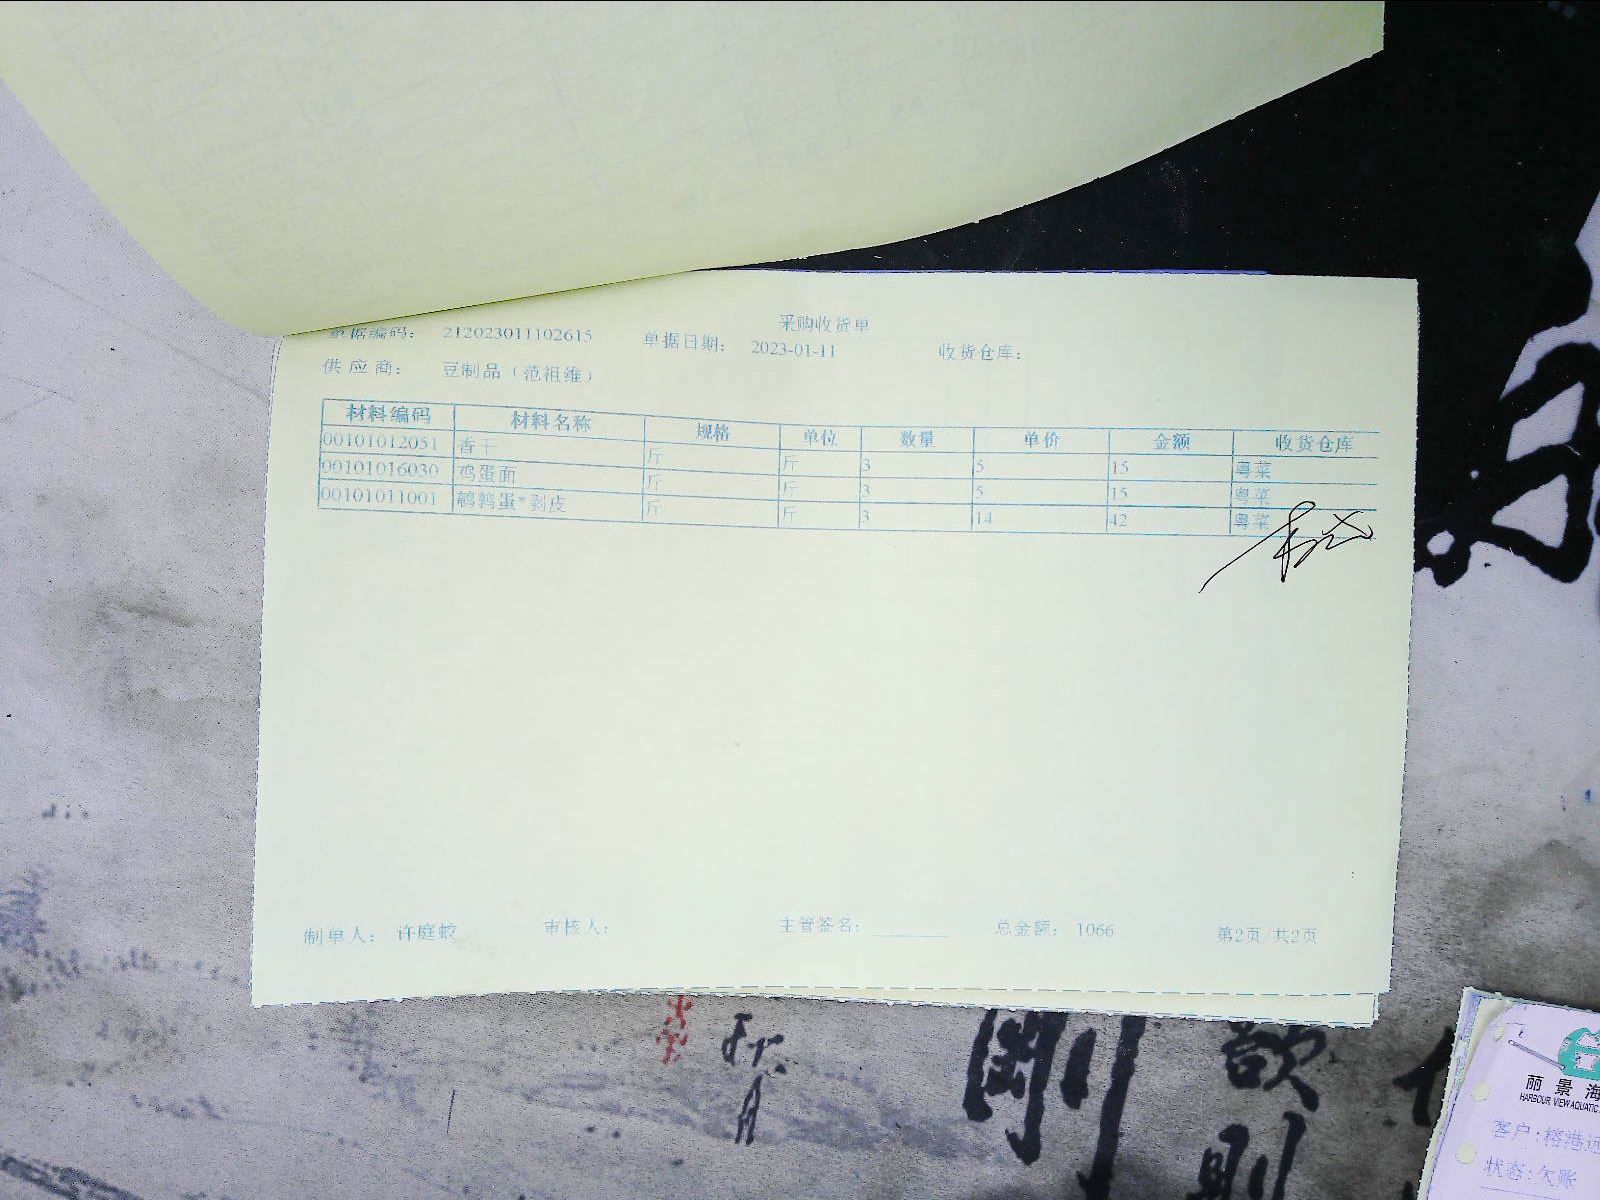 采购收货单
单据编码： 212023011102615 单据日期： 2023-01-11 收货仓库：
供应商： 豆制品（范祖维）
材料编码 材料名称 规格 单位 数量 单价 金额 收货仓库
00101012051 香干 斤 斤 3 5 15 粤菜
00101016030 鸡蛋面 斤 斤 3 5 15 粤菜
00101011001 鹌鹑蛋*剥皮 斤 斤 3 14 42 粤菜
制单人： 许庭蛟 审核人： 主管签名： 总金额： 1066 第2页/共2页
丽景海
HARBOUR VIEW AQUATIC
客户:榕港
状态:欠账